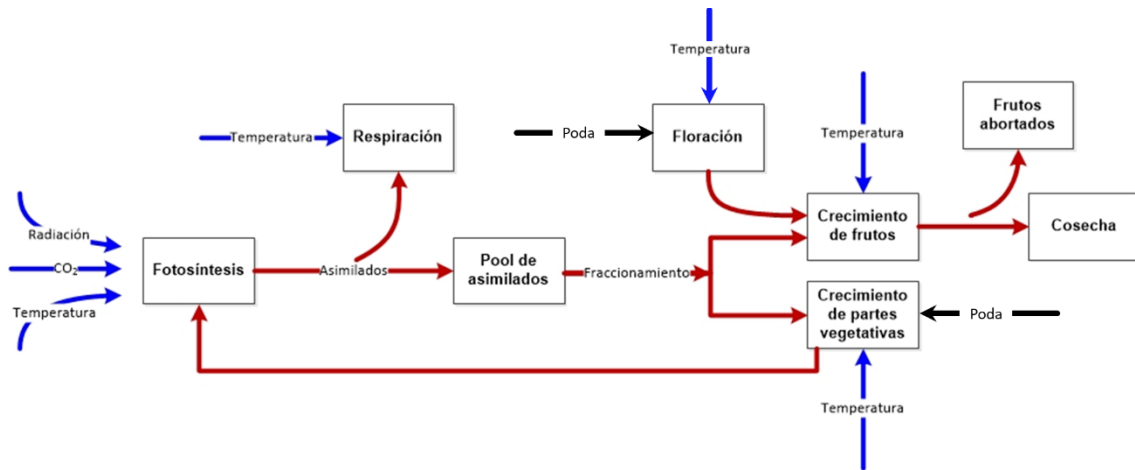 Temperatura
Temperatura
Frutos
abortados
Temperatura
Respiración
Poda
Floración
Radiación
CO₂
Temperatura
Fotosíntesis
Asimilados
Pool de
asimilados
Fraccionamiento
Crecimiento
de frutos
Cosecha
Crecimiento
de partes
vegetativas
Poda
Temperatura